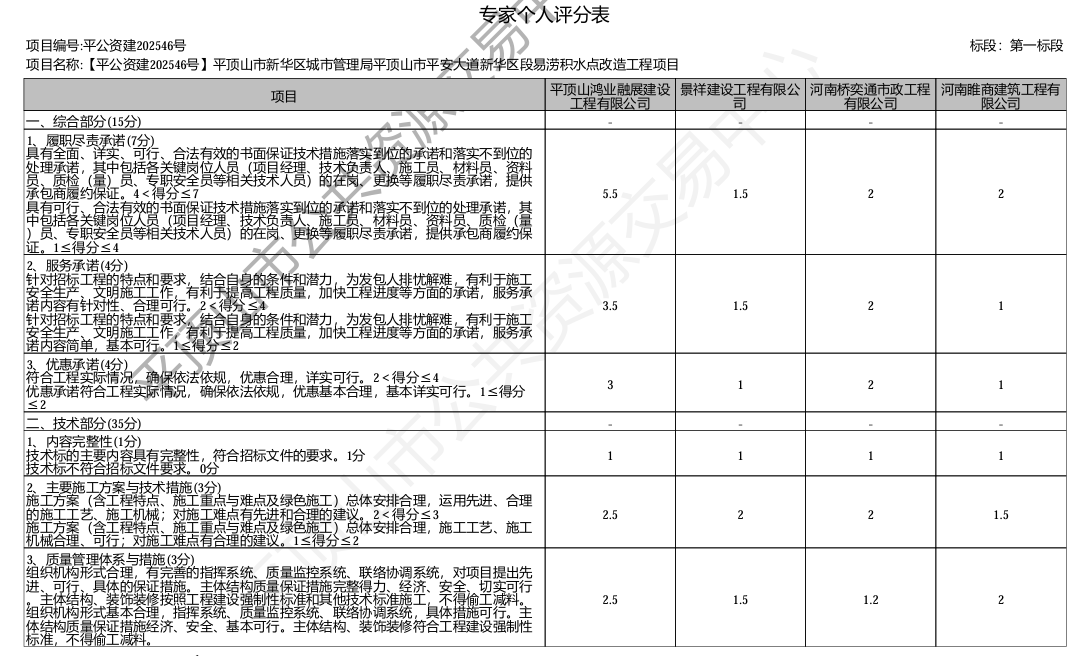 专家个人评分表
项目编号:平公资建202546号
标段：第一标段
项目名称:【平公资建202546号】平顶山市新华区城市管理局平顶山市平安大道新华区段易涝积水点改造工程项目
项目
平顶山鸿业融展建设工程有限公司
景祥建设工程有限公司
河南桥奕通市政工程有限公司
河南睢商建筑工程有限公司
一、综合部分(15分)
-
-
-
-
1、履职尽责承诺(7分)
具有全面、详实、可行、合法有效的书面保证技术措施落实到位的承诺和落实不到位的
处理承诺，其中包括各关键岗位人员（项目经理、技术负责人、施工员、材料员、资料
员、质检（量）员、专职安全员等相关技术人员）的在岗、更换等履职尽责承诺，提供
承包商履约保证。4＜得分≤7
具有可行、合法有效的书面保证技术措施落实到位的承诺和落实不到位的处理承诺，其
中包括各关键岗位人员（项目经理、技术负责人、施工员、材料员、资料员、质检（量
）员、专职安全员等相关技术人员）的在岗、更换等履职尽责承诺，提供承包商履约保
证。1≤得分≤4
5.5
1.5
2
2
2、服务承诺(4分)
针对招标工程的特点和要求，结合自身的条件和潜力，为发包人排忧解难，有利于施工
安全生产、文明施工工作，有利于提高工程质量，加快工程进度等方面的承诺，服务承
诺内容有针对性、合理可行。2＜得分≤4
针对招标工程的特点和要求，结合自身的条件和潜力，为发包人排忧解难，有利于施工
安全生产、文明施工工作，有利于提高工程质量，加快工程进度等方面的承诺，服务承
诺内容简单，基本可行。1≤得分≤2
3.5
1.5
2
1
3、优惠承诺(4分)
符合工程实际情况，确保依法依规，优惠合理，详实可行。2＜得分≤4
优惠承诺符合工程实际情况，确保依法依规，优惠基本合理，基本详实可行。1≤得分
≤2
3
1
2
1
二、技术部分(35分)
-
-
-
-
1、内容完整性(1分)
技术标的主要内容具有完整性，符合招标文件的要求。1分
技术标不符合招标文件要求。0分
1
1
1
1
2、主要施工方案与技术措施(3分)
施工方案（含工程特点、施工重点与难点及绿色施工）总体安排合理，运用先进、合理
的施工工艺、施工机械；对施工难点有先进和合理的建议。2＜得分≤3
施工方案（含工程特点、施工重点与难点及绿色施工）总体安排合理，施工工艺、施工
机械合理、可行；对施工难点有合理的建议。1≤得分≤2
2.5
2
2
1.5
3、质量管理体系与措施(3分)
组织机构形式合理，有完善的指挥系统、质量监控系统、联络协调系统，对项目提出先
进、可行、具体的保证措施。主体结构质量保证措施完整得力、经济、安全、切实可行
。主体结构、装饰装修按照工程建设强制性标准和其他技术标准施工，不得偷工减料。
组织机构形式基本合理，指挥系统、质量监控系统、联络协调系统，具体措施可行。主
体结构质量保证措施经济、安全、基本可行。主体结构、装饰装修符合工程建设强制性
标准，不得偷工减料。
2.5
1.5
1.2
2
平顶山市公共资源交易中心
平顶山市公共资源交易中心